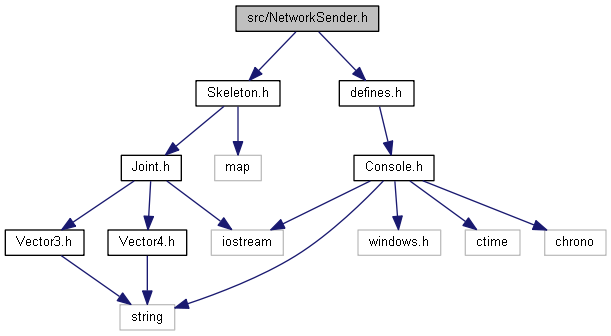 src/NetworkSender.h
Skeleton.h
defines.h
Joint.h
map
Console.h
Vector3.h
Vector4.h
iostream
windows.h
ctime
chrono
string